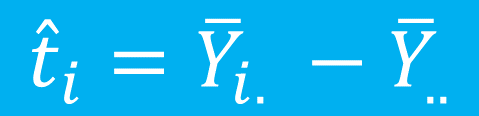 t̂ᵢ = Ȳᵢ. − Ȳ..